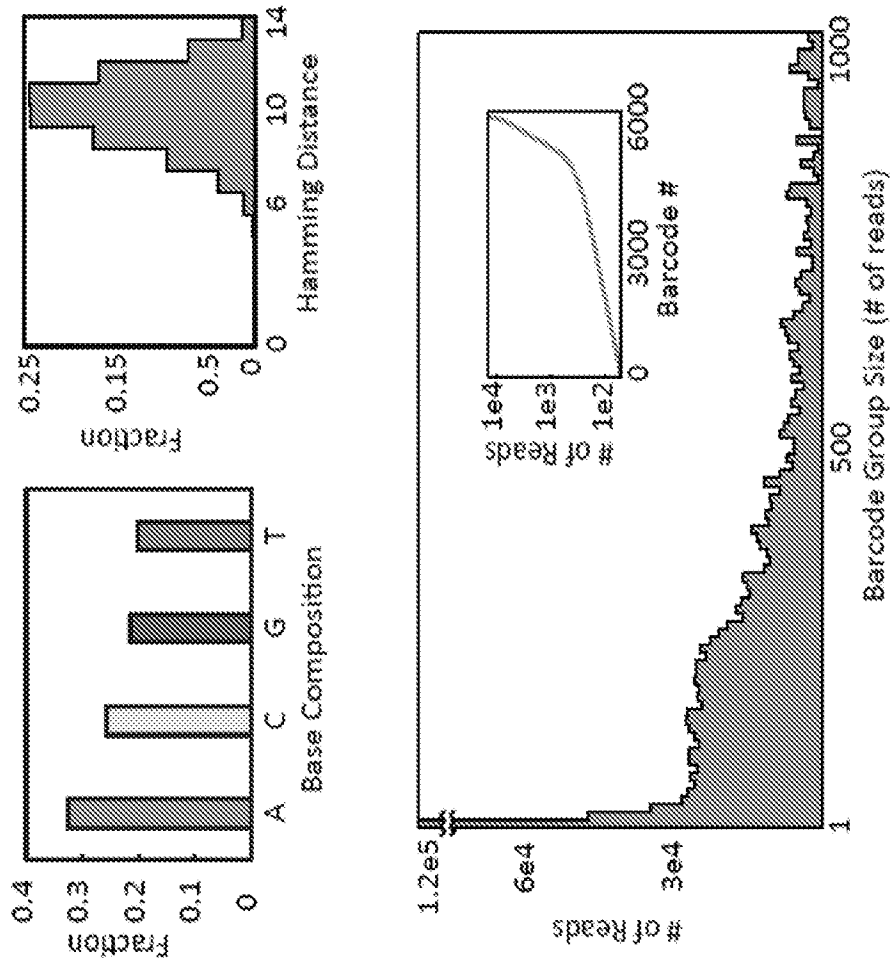 0.4
0.3
0.2
0.1
0
Fraction
A
C
G
T
Base Composition
0.25
0.15
0.5
0
Fraction
0
6
10
14
Hamming Distance
1.2e5
6e4
3e4
# of Reads
1
500
1000
Barcode Group Size (# of reads)
1e4
1e3
1e2
# of Reads
0
3000
6000
Barcode #